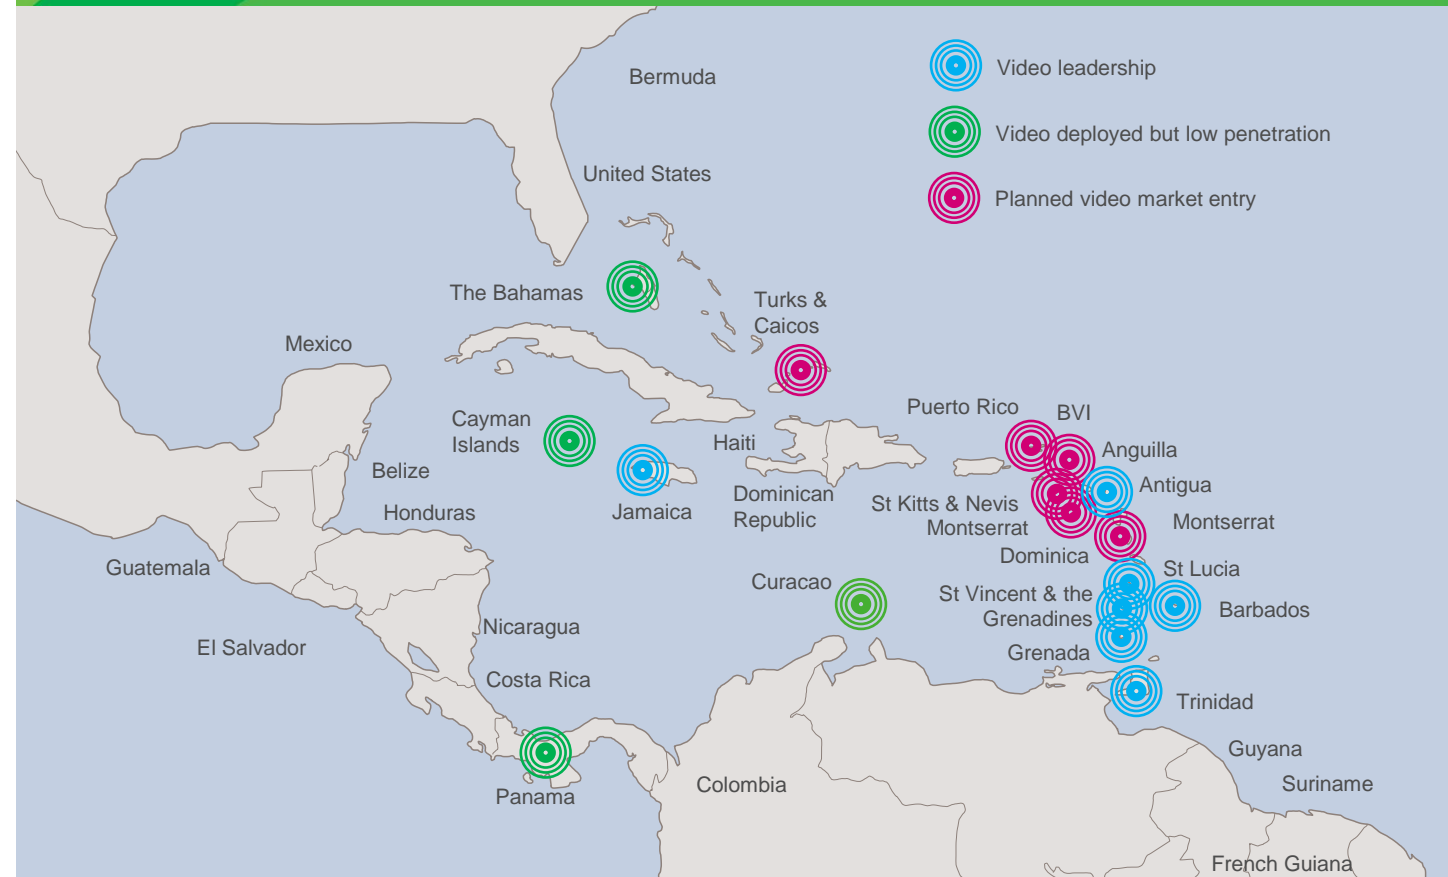 Bermuda
Video leadership
Video deployed but low penetration
United States
Planned video market entry
The Bahamas
Turks &
Caicos
Mexico
Puerto Rico
BVI
Cayman
Islands
Haiti
Anguilla
Belize
Antigua
Dominican
Republic
St Kitts & Nevis
Montserrat
Honduras
Jamaica
Montserrat
Dominica
Guatemala
St Lucia
Curacao
St Vincent & the
Grenadines
Barbados
Nicaragua
El Salvador
Grenada
Costa Rica
Trinidad
Guyana
Colombia
Suriname
Panama
French Guiana